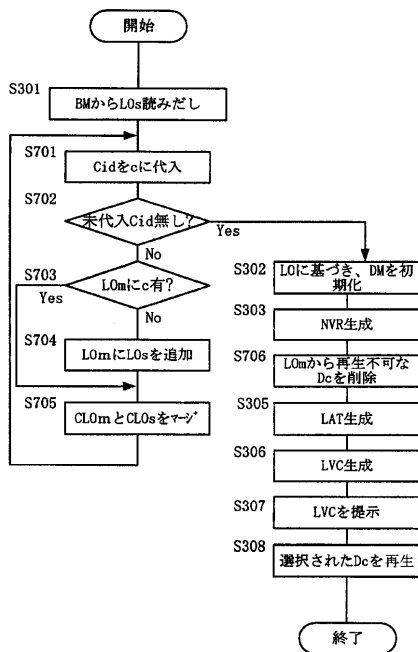 開始
S301
BMからLOs読みだし
S701
Cidをcに代入
S702
未代入Cid無し?
Yes
No
S703
Yes
LOmにc有?
No
S704
LOmにLOsを追加
S705
CLOmとCLOsをマージ
S302
LOに基づき、DMを初
期化
S303
NVR生成
S706
LOmから再生不可な
Dcを削除
S305
LAT生成
S306
LVC生成
S307
LVCを提示
S308
選択されたDcを再生
終了